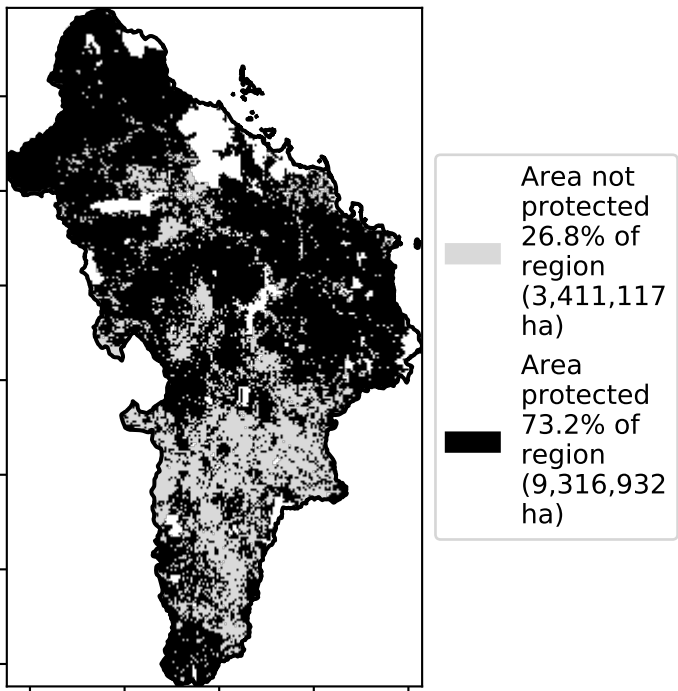 Area not
protected
26.8% of
region
(3,411,117
ha)
Area
protected
73.2% of
region
(9,316,932
ha)